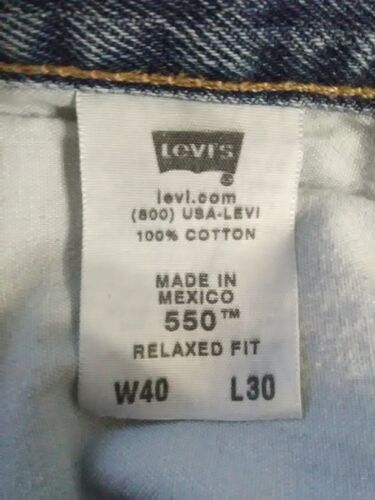 Levi's
levi.com
(800) USA-LEVI
100% COTTON
MADE IN
MEXICO
550™
RELAXED FIT
W40 L30